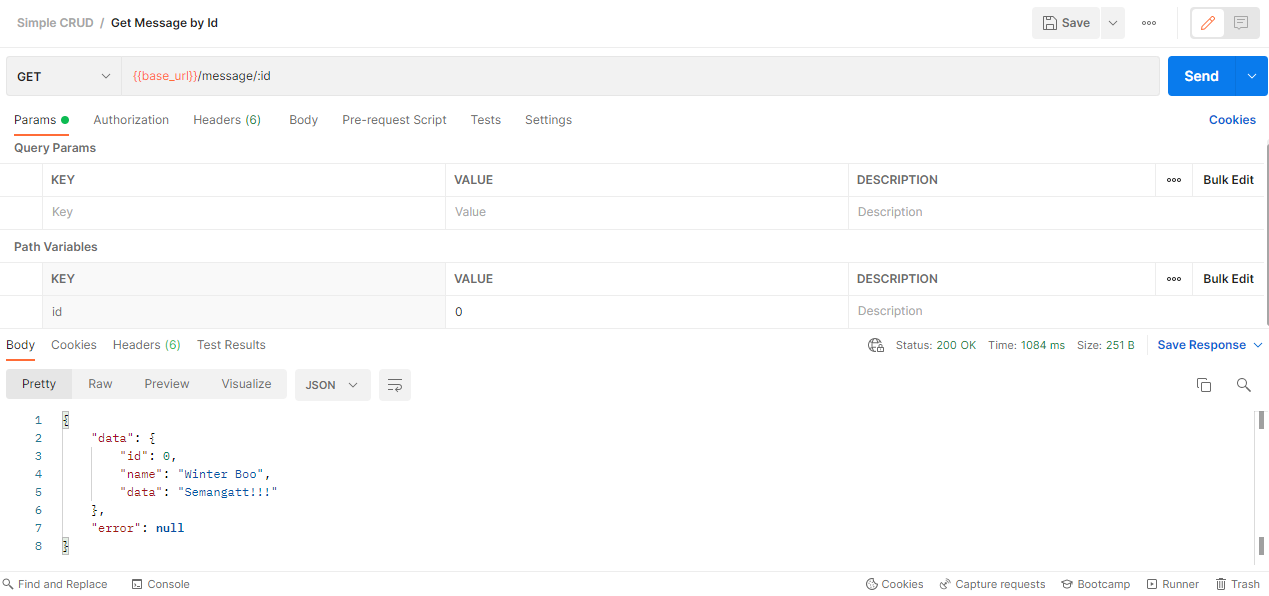 Simple CRUD / Get Message by Id
Save
GET
{{base_url}}/message/:id
Send
Params Authorization Headers (6) Body Pre-request Script Tests Settings Cookies
Query Params
KEY VALUE DESCRIPTION Bulk Edit
Key Value Description
Path Variables
KEY VALUE DESCRIPTION Bulk Edit
id 0 Description
Body Cookies Headers (6) Test Results Status: 200 OK Time: 1084 ms Size: 251 B Save Response
Pretty Raw Preview Visualize JSON
1 {
2 "data": {
3 "id": 0,
4 "name": "Winter Boo",
5 "data": "Semangatt!!!"
6 },
7 "error": null
8 }
Find and Replace Console Cookies Capture requests Bootcamp Runner Trash